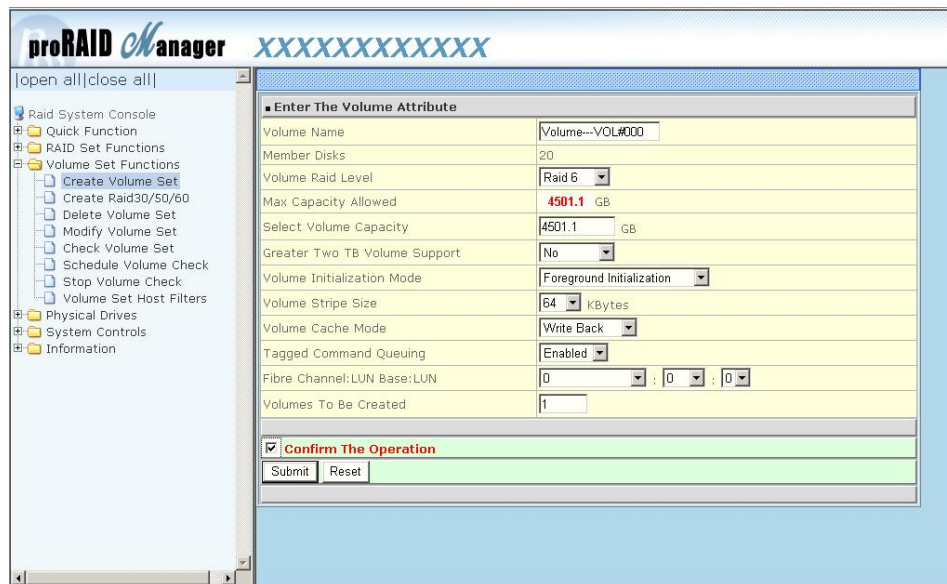 proRAID Manager XXXXXXXXXXXX
|open all|close all|
Raid System Console
Quick Function
RAID Set Functions
Volume Set Functions
Create Volume Set
Create Raid30/50/60
Delete Volume Set
Modify Volume Set
Check Volume Set
Schedule Volume Check
Stop Volume Check
Volume Set Host Filters
Physical Drives
System Controls
Information
Enter The Volume Attribute
Volume Name Volume---VOL#000
Member Disks 20
Volume Raid Level Raid 6
Max Capacity Allowed 4501.1 GB
Select Volume Capacity 4501.1 GB
Greater Two TB Volume Support No
Volume Initialization Mode Foreground Initialization
Volume Stripe Size 64 KBytes
Volume Cache Mode Write Back
Tagged Command Queuing Enabled
Fibre Channel:LUN Base:LUN 0 : 0 : 0
Volumes To Be Created 1
Confirm The Operation
Submit Reset